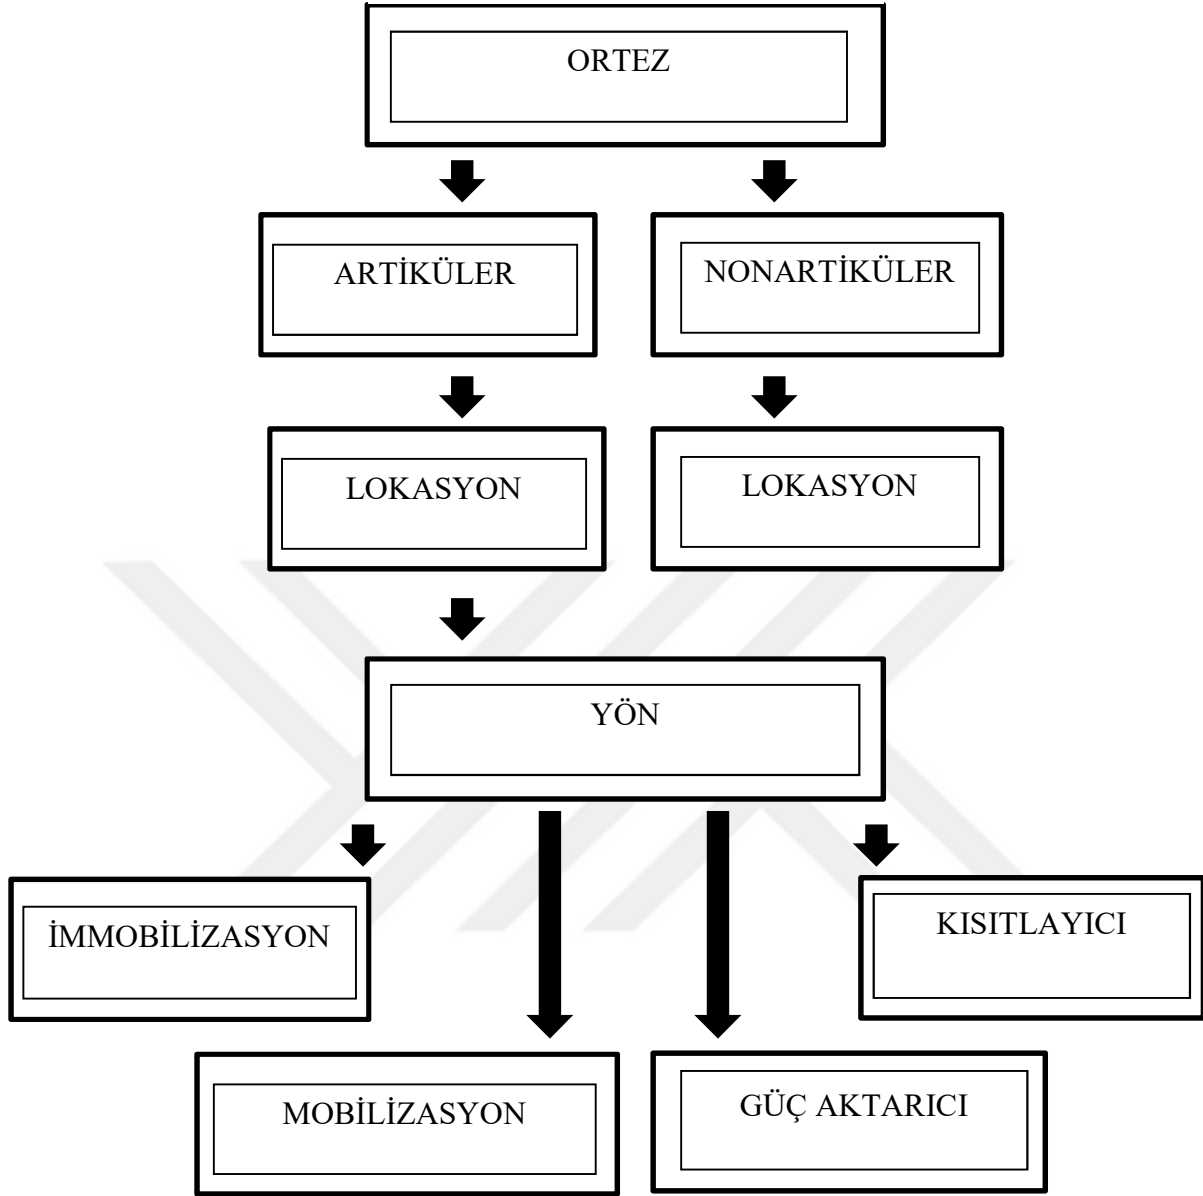 ORTEZ
ARTİKÜLER
NONARTİKÜLER
LOKASYON
LOKASYON
YÖN
İMMOBİLİZASYON
KISITLAYICI
MOBİLİZASYON
GÜÇ AKTARICI